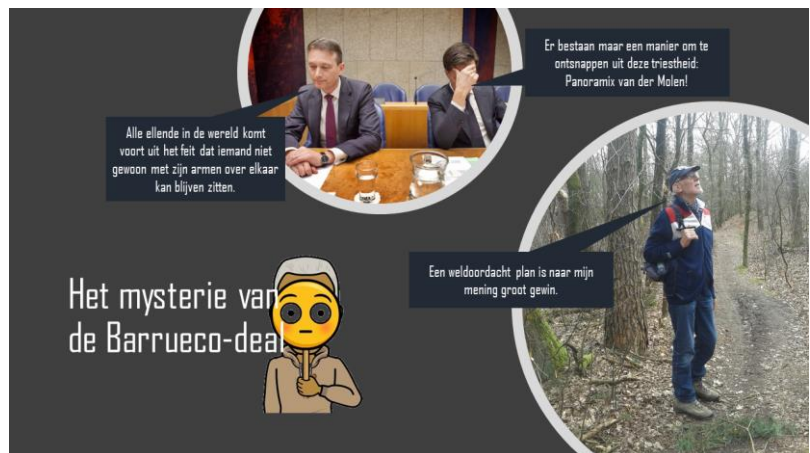 Er bestaan maar een manier om te
ontsnappen uit deze triestheid:
Panoramix van der Molen!
Alle ellende in de wereld komt
voort uit het feit dat iemand niet
gewoon met zijn armen over elkaar
kan blijven zitten.
Een weldoordacht plan is naar mijn
mening groot gewin.
Het mysterie van
de Barrueco-deal